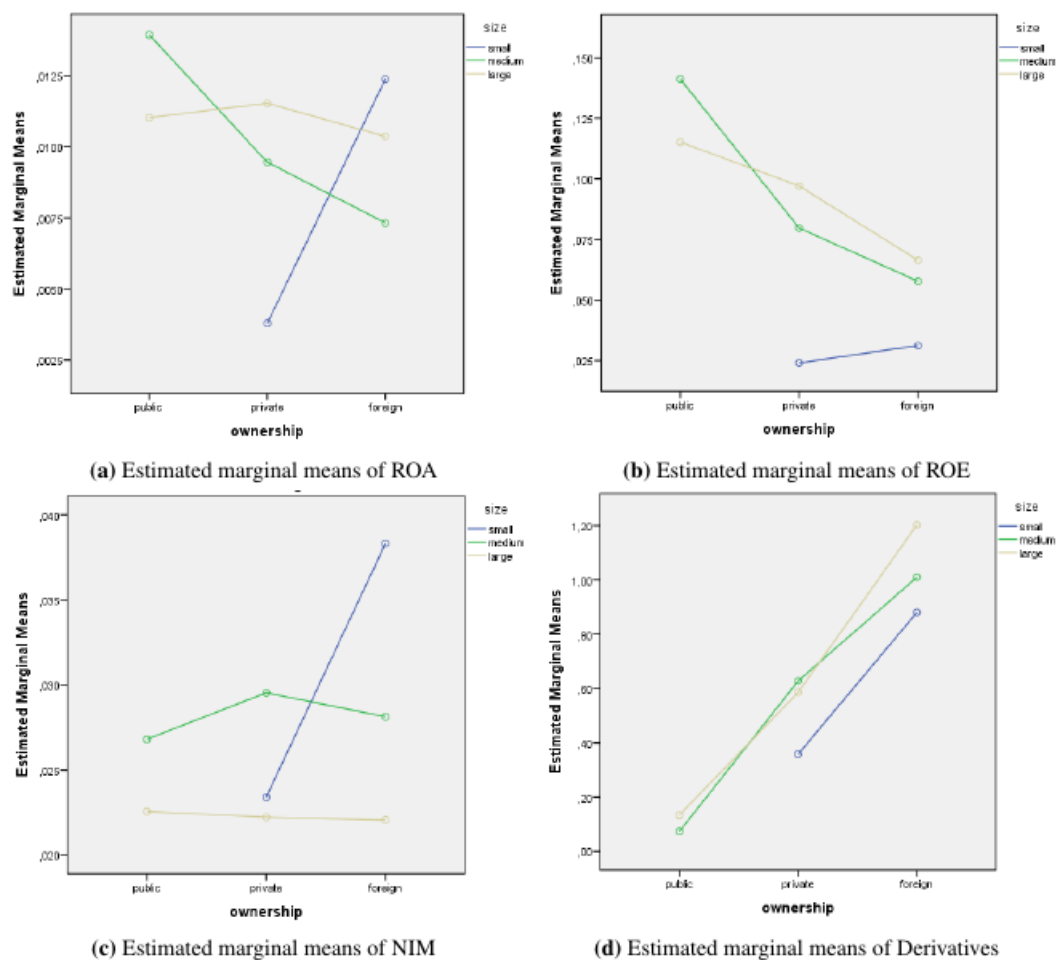 size
small
medium
large
,0125
,0100
,0075
,0050
,0025
Estimated Marginal Means
public
private
foreign
ownership
(a) Estimated marginal means of ROA
size
small
medium
large
,150
,125
,100
,075
,050
,025
Estimated Marginal Means
public
private
foreign
ownership
(b) Estimated marginal means of ROE
size
small
medium
large
,040
,035
,030
,025
,020
Estimated Marginal Means
public
private
foreign
ownership
(c) Estimated marginal means of NIM
size
small
medium
large
1,20
1,00
,80
,60
,40
,20
,00
Estimated Marginal Means
public
private
foreign
ownership
(d) Estimated marginal means of Derivatives